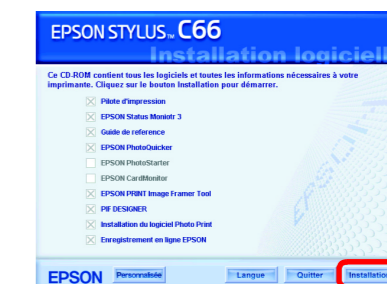 EPSON STYLUS™ C66
Installation logiciell
Ce CD-ROM contient tous les logiciels et toutes les informations nécessaires à votre
imprimante. Cliquez sur le bouton Installation pour démarrer.
Pilote d'impression
EPSON Status Moniotr 3
Guide de reference
EPSON PhotoQuicker
EPSON PhotoStarter
EPSON CardMonitor
EPSON PRINT Image Framer Tool
PIF DESIGNER
Installation du logiciel Photo Print
Enregistrement en ligne EPSON
EPSON Personnalisée Langue Quitter Installation